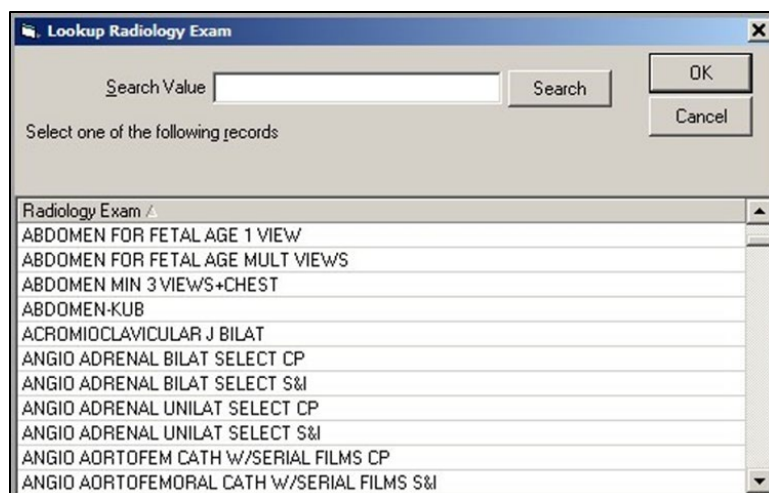 Lookup Radiology Exam
Search Value
Search
OK
Cancel
Select one of the following records
Radiology Exam
ABDOMEN FOR FETAL AGE 1 VIEW
ABDOMEN FOR FETAL AGE MULT VIEWS
ABDOMEN MIN 3 VIEWS+CHEST
ABDOMEN-KUB
ACROMIOCLAVICULAR J BILAT
ANGIO ADRENAL BILAT SELECT CP
ANGIO ADRENAL BILAT SELECT S&I
ANGIO ADRENAL UNILAT SELECT CP
ANGIO ADRENAL UNILAT SELECT S&I
ANGIO AORTOFEM CATH W/SERIAL FILMS CP
ANGIO AORTOFEMORAL CATH W/SERIAL FILMS S&I